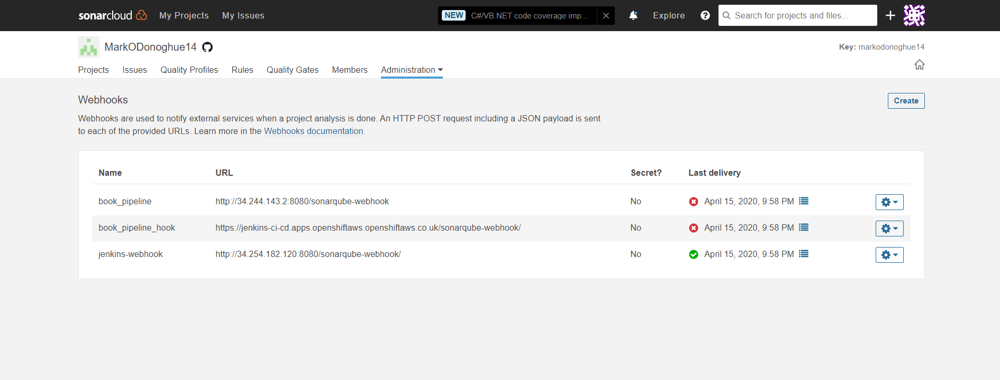 sonarcloud My Projects My Issues NEW C#/VB.NET code coverage imp... Explore Search for projects and files...
MarkODonoghue14 Key: markodonoghue14
Projects Issues Quality Profiles Rules Quality Gates Members Administration
Webhooks Create
Webhooks are used to notify external services when a project analysis is done. An HTTP POST request including a JSON payload is sent
to each of the provided URLs. Learn more in the Webhooks documentation.
Name URL Secret? Last delivery
book_pipeline http://34.244.143.2:8080/sonarqube-webhook No April 15, 2020, 9:58 PM
book_pipeline_hook https://jenkins-ci-cd.apps.openshiftaws.openshiftaws.co.uk/sonarqube-webhook/ No April 15, 2020, 9:58 PM
jenkins-webhook http://34.254.182.120:8080/sonarqube-webhook/ No April 15, 2020, 9:58 PM